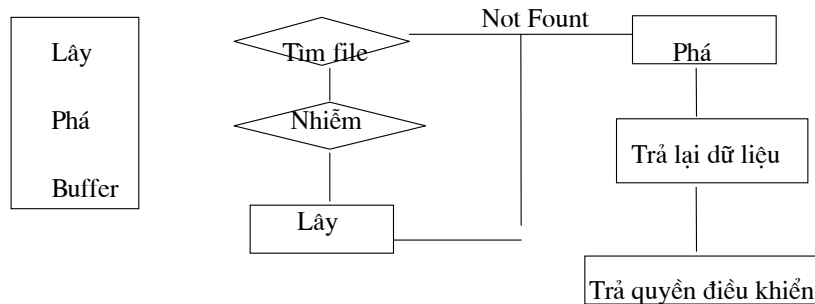 Lây
Phá
Buffer
Tìm file
Nhiễm
Lây
Not Fount
Phá
Trả lại dữ liệu
Trả quyền điều khiển